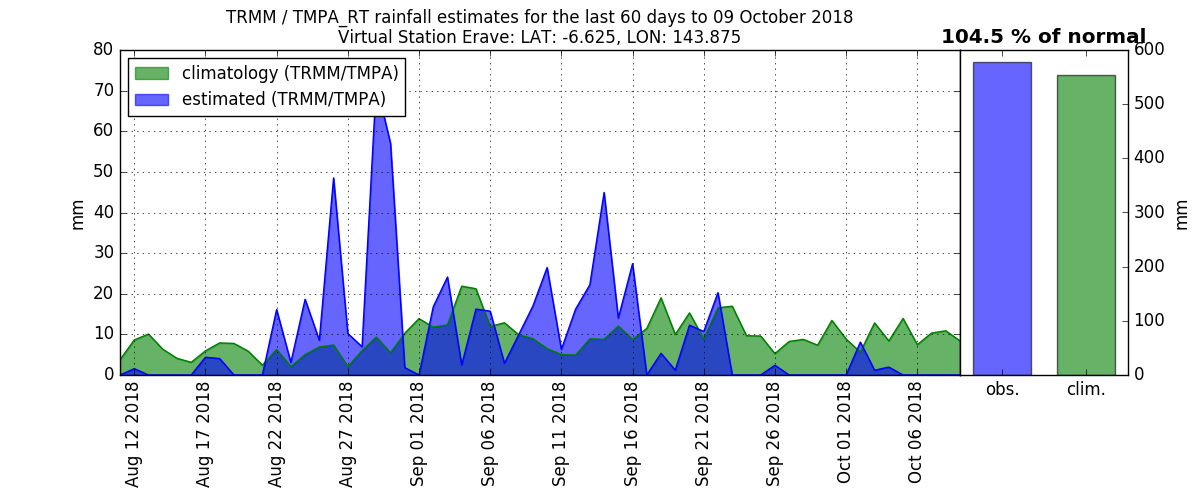 TRMM / TMPA_RT rainfall estimates for the last 60 days to 09 October 2018
Virtual Station Erave: LAT: -6.625, LON: 143.875
104.5 % of normal
climatology (TRMM/TMPA)
estimated (TRMM/TMPA)
80
70
60
50
40
30
20
10
0
mm
Aug 12 2018
Aug 17 2018
Aug 22 2018
Aug 27 2018
Sep 01 2018
Sep 06 2018
Sep 11 2018
Sep 16 2018
Sep 21 2018
Sep 26 2018
Oct 01 2018
Oct 06 2018
600
500
400
300
200
100
0
mm
obs.
clim.